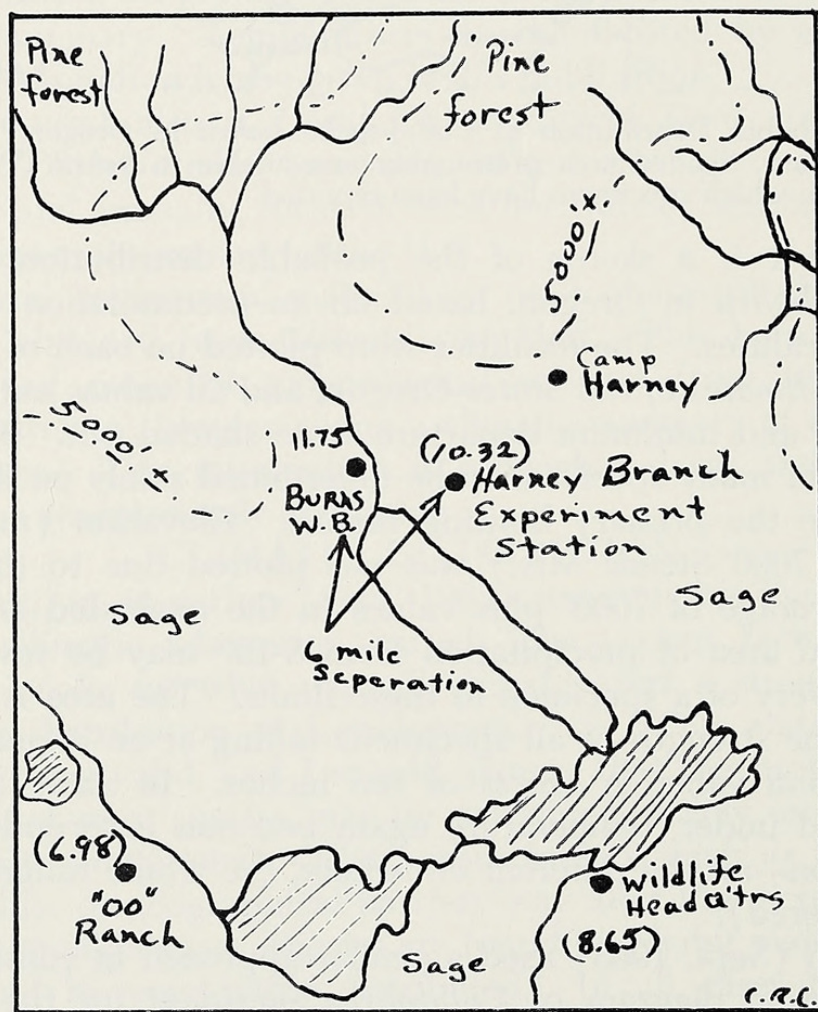 Pine
forest
Pine
forest
5000'x
Camp
Harney
5000'x
11.75
BURNS
W.B.
(10.32)
Harney Branch
Experiment
Station
Sage
Sage
6 mile
Seperation
(6.98)
"OO"
Ranch
Wildlife
Headq'trs
(8.65)
Sage
C.R.C.